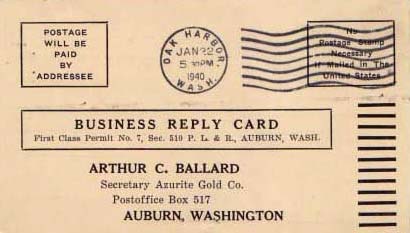 POSTAGE
WILL BE
PAID
BY
ADDRESSEE
OAK HARBOR
JAN 22
5 PM
1940
WASH.
No
Postage Stamp
Necessary
If Mailed in The
United States
BUSINESS REPLY CARD
First Class Permit No. 7, Sec. 510 P. L. & R., AUBURN, WASH.
ARTHUR C. BALLARD
Secretary Azurite Gold Co.
Postoffice Box 517
AUBURN, WASHINGTON